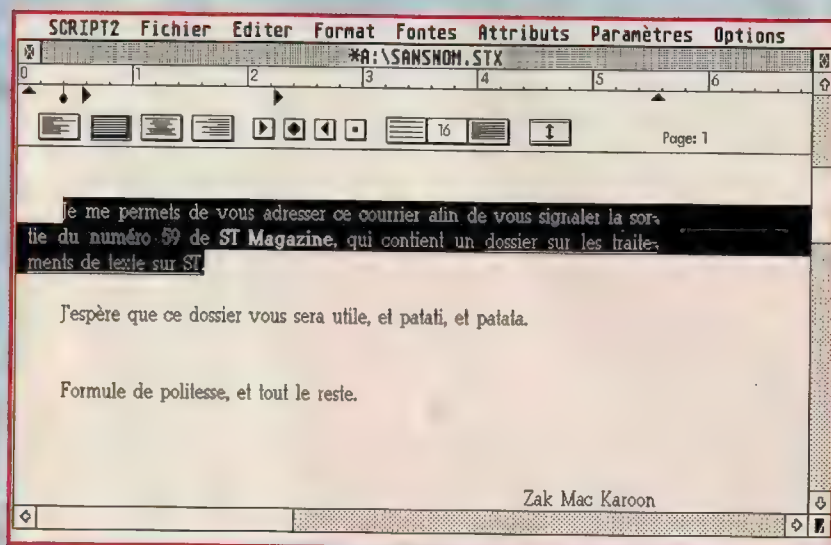 SCRIPT2 Fichier Editer Format Fontes Attributs Paramètres Options
*A:\SANSNOM.STX
0 1 2 3 4 5 6
16 Page: 1
Je me permets de vous adresser ce courrier afin de vous signaler la sor-
tie du numéro 59 de ST Magazine, qui contient un dossier sur les traite-
ments de texte sur ST.
J'espère que ce dossier vous sera utile, et patati, et patata.
Formule de politesse, et tout le reste.
Zak Mac Karoon